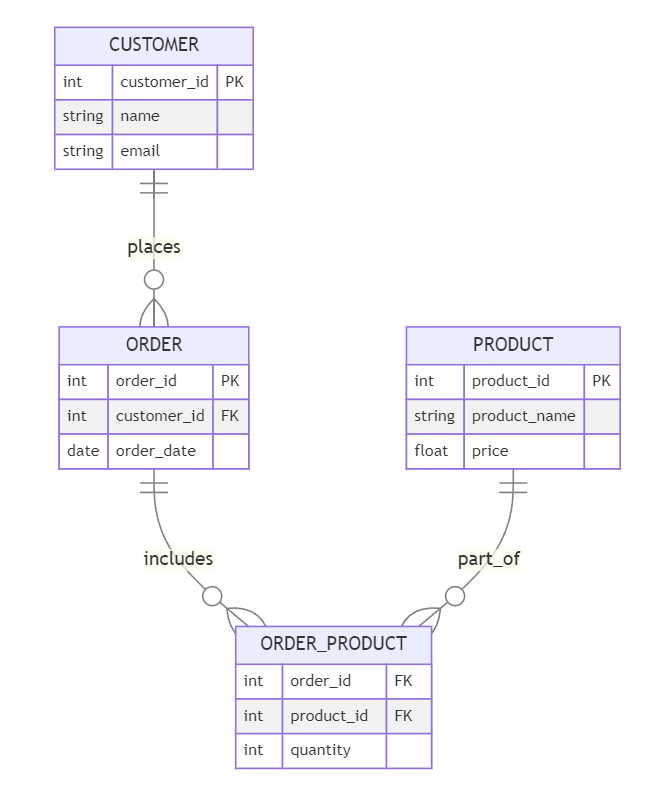 CUSTOMER
int customer_id PK
string name
string email
places
ORDER
int order_id PK
int customer_id FK
date order_date
PRODUCT
int product_id PK
string product_name
float price
includes
part_of
ORDER_PRODUCT
int order_id FK
int product_id FK
int quantity